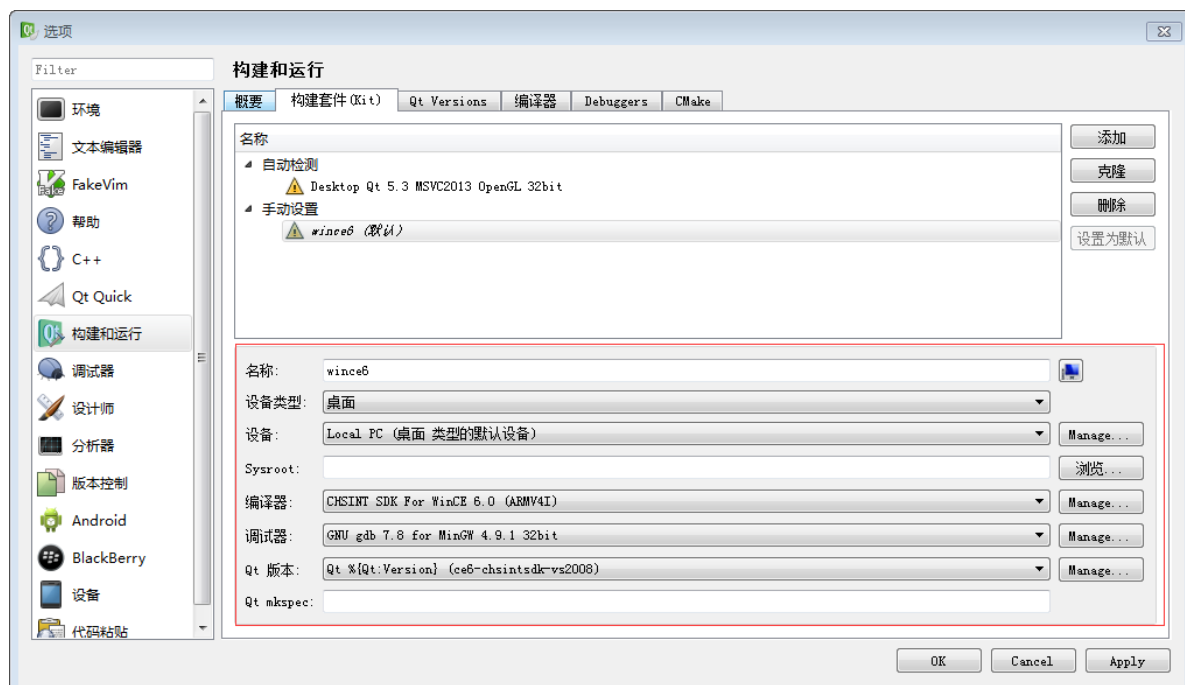 选项
Filter
环境
文本编辑器
FakeVim
帮助
C++
Qt Quick
构建和运行
调试器
设计师
分析器
版本控制
Android
BlackBerry
设备
代码粘贴
构建和运行
概要 构建套件(Kit) Qt Versions 编译器 Debuggers CMake
名称
自动检测
Desktop Qt 5.3 MSVC2013 OpenGL 32bit
手动设置
wince6 (默认)
添加
克隆
删除
设置为默认
名称: wince6
设备类型: 桌面
设备: Local PC (桌面 类型的默认设备) Manage...
Sysroot: 浏览...
编译器: CHSINT SDK For WinCE 6.0 (ARMV4I) Manage...
调试器: GNU gdb 7.8 for MinGW 4.9.1 32bit Manage...
Qt 版本: Qt %{Qt:Version} (ce6-chsintsdk-vs2008) Manage...
Qt mkspec:
OK Cancel Apply